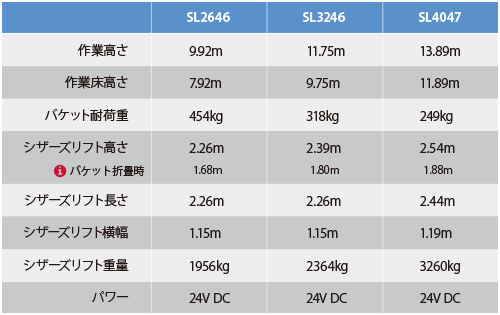 SL2646 SL3246 SL4047
作業高さ 9.92m 11.75m 13.89m
作業床高さ 7.92m 9.75m 11.89m
バケット耐荷重 454kg 318kg 249kg
シザーズリフト高さ 2.26m 2.39m 2.54m
i バケット折畳時 1.68m 1.80m 1.88m
シザーズリフト長さ 2.26m 2.26m 2.44m
シザーズリフト横幅 1.15m 1.15m 1.19m
シザーズリフト重量 1956kg 2364kg 3260kg
パワー 24V DC 24V DC 24V DC